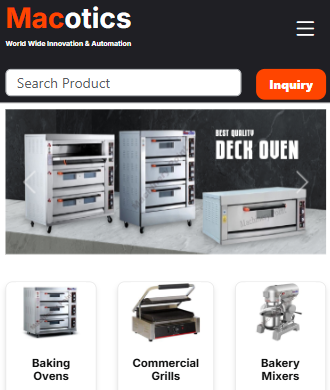 Macotics
World Wide Innovation & Automation
Search Product
Inquiry
BEST QUALITY
DECK OVEN
Baking
Ovens
Commercial
Grills
Bakery
Mixers